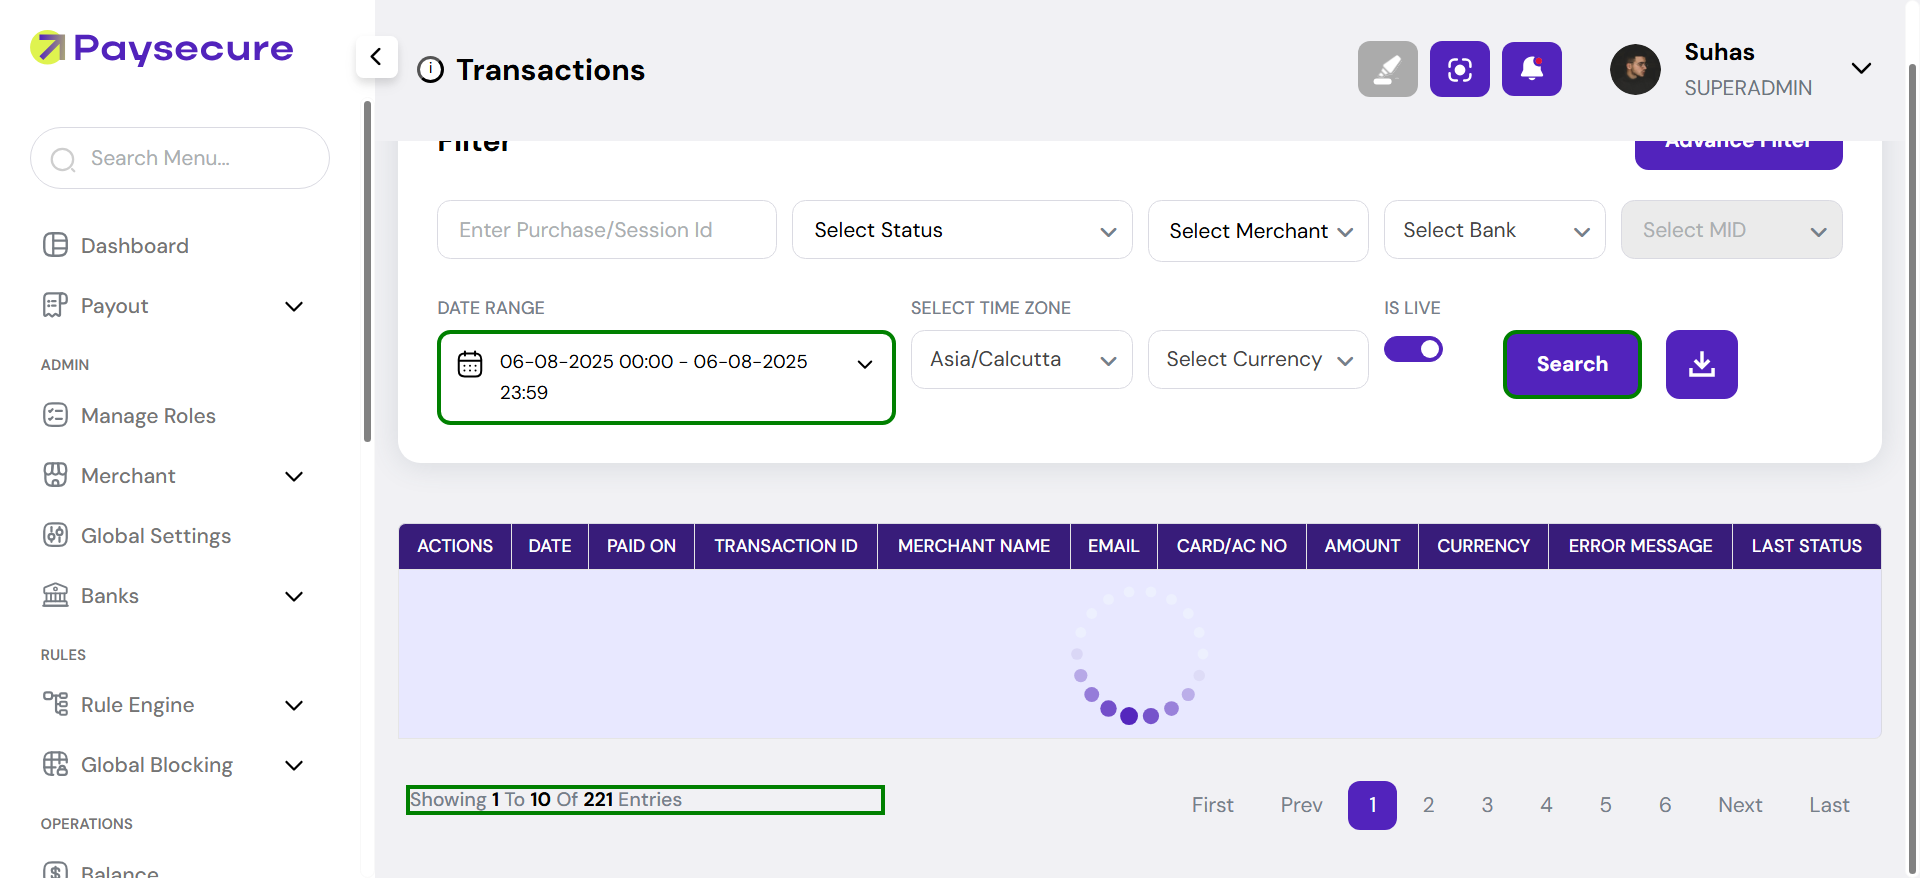 Paysecure
Transactions
Suhas
SUPERADMIN
Search Menu...
Dashboard
Payout
ADMIN
Manage Roles
Merchant
Global Settings
Banks
RULES
Rule Engine
Global Blocking
OPERATIONS
Balance
Filter
Advance Filter
Enter Purchase/Session Id
Select Status
Select Merchant
Select Bank
Select MID
DATE RANGE
SELECT TIME ZONE
IS LIVE
06-08-2025 00:00 - 06-08-2025
23:59
Asia/Calcutta
Select Currency
Search
ACTIONS DATE PAID ON TRANSACTION ID MERCHANT NAME EMAIL CARD/AC NO AMOUNT CURRENCY ERROR MESSAGE LAST STATUS
Showing 1 To 10 Of 221 Entries
First Prev 1 2 3 4 5 6 Next Last